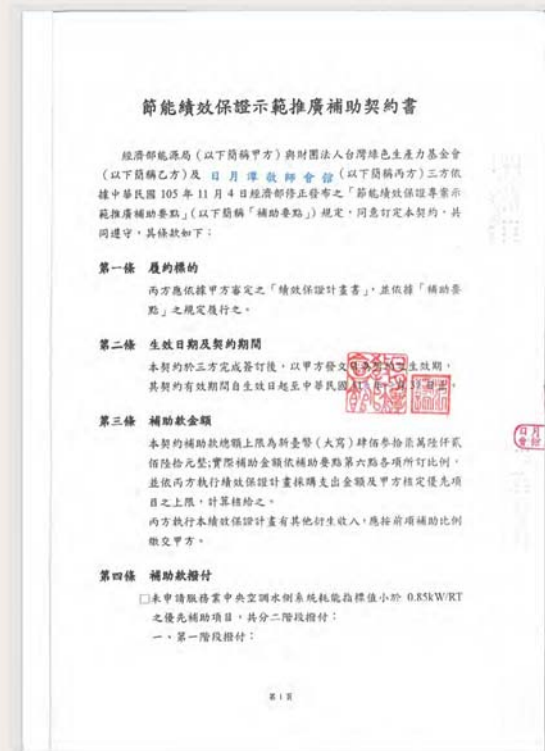 節能績效保證示範推廣補助契約書
經濟部能源局（以下簡稱甲方）與財團法人台灣綠色生產力基金會
（以下簡稱乙方）及 日月潭教師會館（以下簡稱丙方）三方依
據中華民國 105 年 11 月 4 日經濟部修正發布之「節能績效保證專案示
範推廣補助要點」（以下簡稱「補助要點」）規定，同意訂定本契約，共
同遵守，其條款如下：
第一條 履約標的
丙方應依據甲方審定之「績效保證計畫書」，並依據「補助要
點」之規定履行之。
第二條 生效日期及契約期間
本契約於三方完成簽訂後，以甲方發文日為生效期，
其契約有效期間自生效日起至中華民國
第三條 補助款金額
本契約補助款總額上限為新臺幣（大寫）肆佰參拾柒萬陸仟貳
佰陸拾元整；實際補助金額依補助要點第六點各項所訂比例，
並依丙方執行績效保證計畫採購支出金額及甲方核定優先項
目之上限，計算核給之。
丙方執行本績效保證計畫有其他衍生收入，應按前項補助比例
繳交甲方。
第四條 補助款撥付
□未申請服務業中央空調水側系統耗能指標值小於 0.85kW/RT
之優先補助項目，共分二階段撥付：
一、第一階段撥付：
第 1 頁